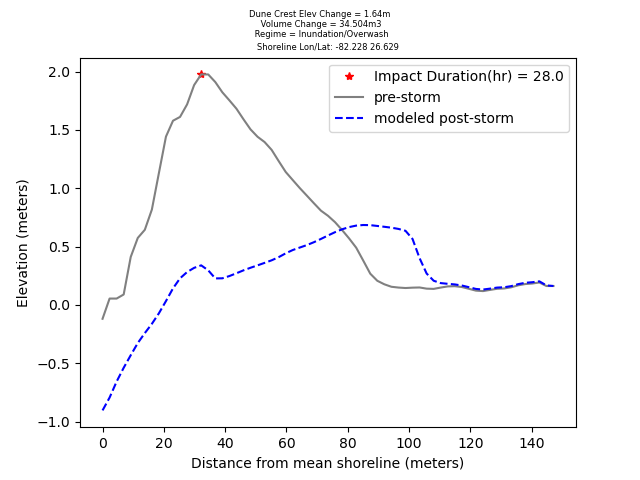 Dune Crest Elev Change = 1.64m
Volume Change = 34.504m3
Regime = Inundation/Overwash
Shoreline Lon/Lat: -82.228 26.629
Impact Duration(hr) = 28.0
pre-storm
modeled post-storm
Elevation (meters)
2.0
1.5
1.0
0.5
0.0
−0.5
−1.0
0 20 40 60 80 100 120 140
Distance from mean shoreline (meters)